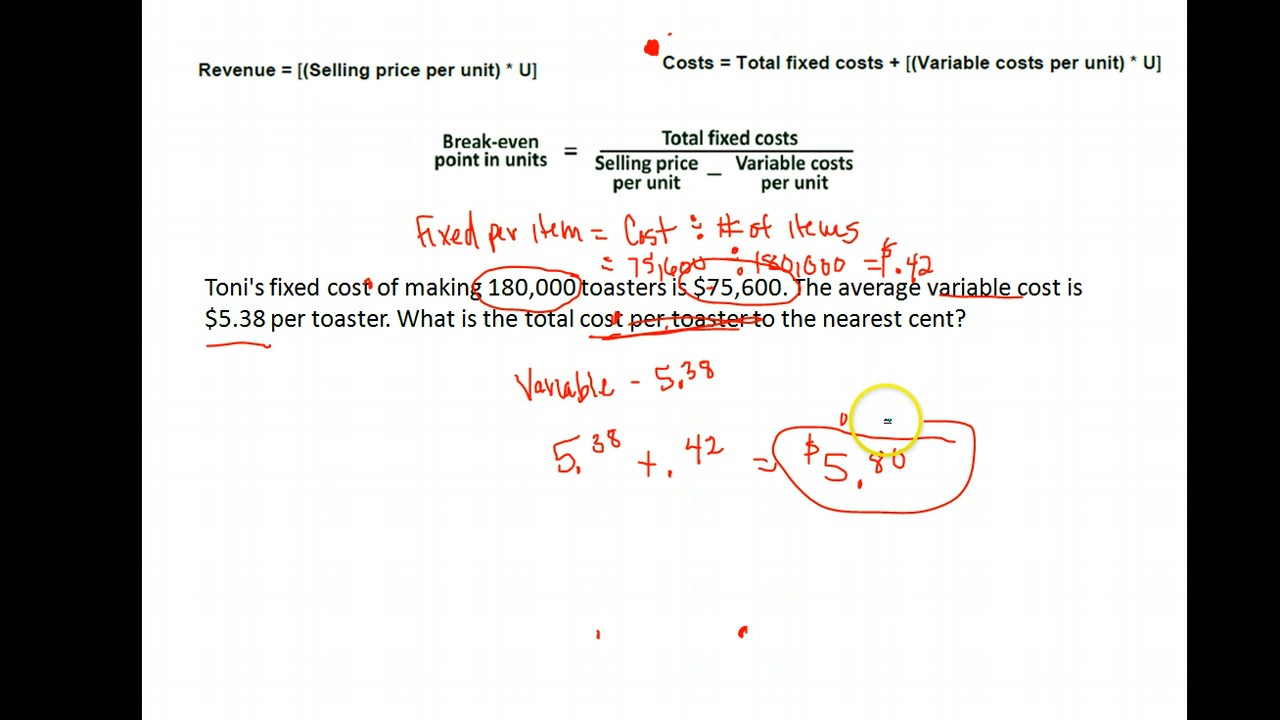 Revenue = [(Selling price per unit) * U]
Costs = Total fixed costs + [(Variable costs per unit) * U]
Break-even point in units = Total fixed costs
Selling price per unit – Variable costs per unit
Fixed per item = Cost ÷ # of items
= 75,600 ÷ 180,000 = $.42
Toni's fixed cost of making 180,000 toasters is $75,600. The average variable cost is
$5.38 per toaster. What is the total cost per toaster to the nearest cent?
Variable - 5.38
5.38 + .42 = $5.80